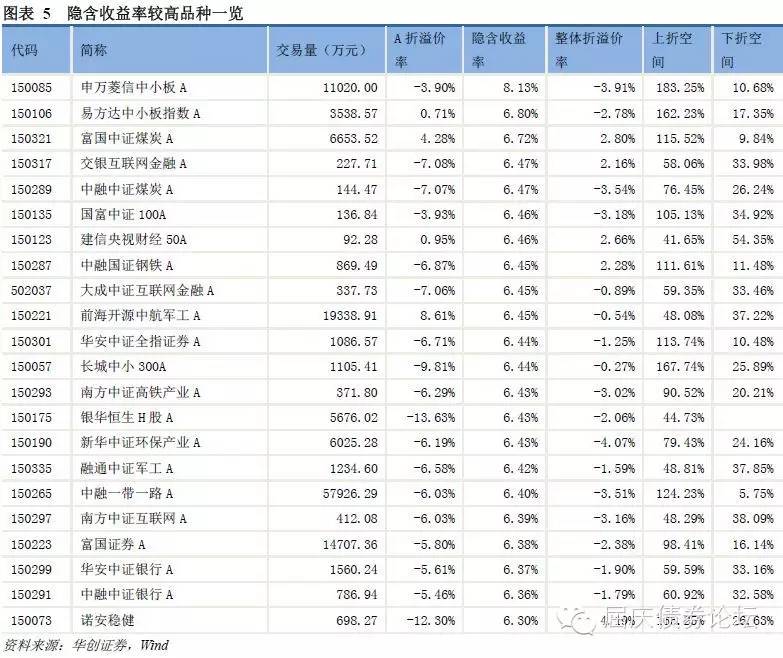 图表 5 隐含收益率较高品种一览
代码 简称 交易量（万元） A 折溢价率 隐含收益率 整体折溢价率 上折空间 下折空间
150085 申万菱信中小板 A 11020.00 -3.90% 8.13% -3.91% 183.25% 10.68%
150106 易方达中小板指数 A 3538.57 0.71% 6.80% -2.78% 162.23% 17.35%
150321 富国中证煤炭 A 6653.52 4.28% 6.72% 2.80% 115.52% 9.84%
150317 交银互联网金融 A 227.71 -7.08% 6.47% 2.16% 58.06% 33.98%
150289 中融中证煤炭 A 144.47 -7.07% 6.47% -3.54% 76.45% 26.24%
150135 国富中证 100A 136.84 -3.93% 6.46% -3.18% 105.13% 34.92%
150123 建信央视财经 50A 92.28 0.95% 6.46% 2.66% 41.65% 54.35%
150287 中融国证钢铁 A 869.49 -6.87% 6.45% 2.28% 111.61% 11.48%
502037 大成中证互联网金融 A 337.73 -7.06% 6.45% -0.89% 59.35% 33.46%
150221 前海开源中航军工 A 19338.91 8.61% 6.45% -0.54% 48.08% 37.22%
150301 华安中证全指证券 A 1086.57 -6.71% 6.44% -1.25% 113.74% 10.48%
150057 长城中小 300A 1105.41 -9.81% 6.44% -0.27% 167.74% 25.89%
150293 南方中证高铁产业 A 371.80 -6.29% 6.43% -3.02% 90.52% 20.21%
150175 银华恒生 H 股 A 5676.02 -13.63% 6.43% -2.06% 44.73%
150190 新华中证环保产业 A 6025.28 -6.19% 6.43% -4.07% 79.43% 24.16%
150335 融通中证军工 A 1234.60 -6.58% 6.42% -1.59% 48.81% 37.85%
150265 中融一带一路 A 57926.29 -6.03% 6.40% -3.51% 124.23% 5.75%
150297 南方中证互联网 A 412.08 -6.03% 6.39% -3.16% 48.29% 38.09%
150223 富国证券 A 14707.36 -5.80% 6.38% -2.38% 98.41% 16.14%
150299 华安中证银行 A 1560.24 -5.61% 6.37% -1.90% 59.59% 33.16%
150291 中融中证银行 A 786.94 -5.46% 6.36% -1.79% 60.92% 32.58%
150073 诺安稳健 698.27 -12.30% 6.30%
屈庆债券论坛
资料来源：华创证券，Wind